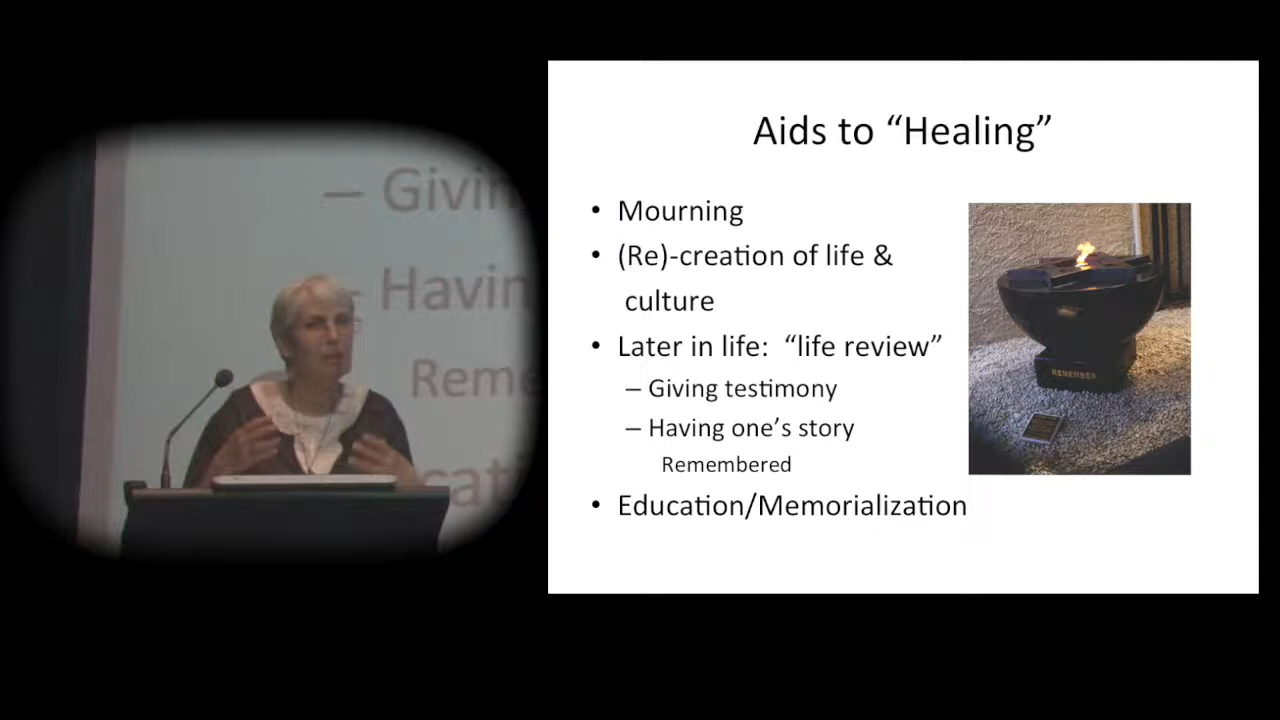 Aids to “Healing”
• Mourning
• (Re)-creation of life &
culture
• Later in life: “life review”
– Giving testimony
– Having one’s story
Remembered
• Education/Memorialization
REMEMBER
– Givin
– Havin
Reme
cati